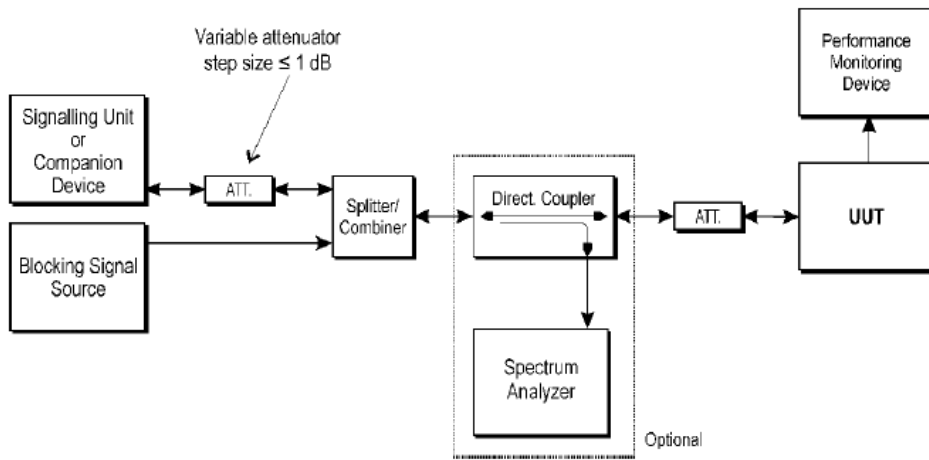 Variable attenuator
step size ≤ 1 dB
Performance
Monitoring
Device
Signalling Unit
or
Companion
Device
ATT.
Splitter/
Combiner
Direct. Coupler
ATT.
UUT
Blocking Signal
Source
Spectrum
Analyzer
Optional